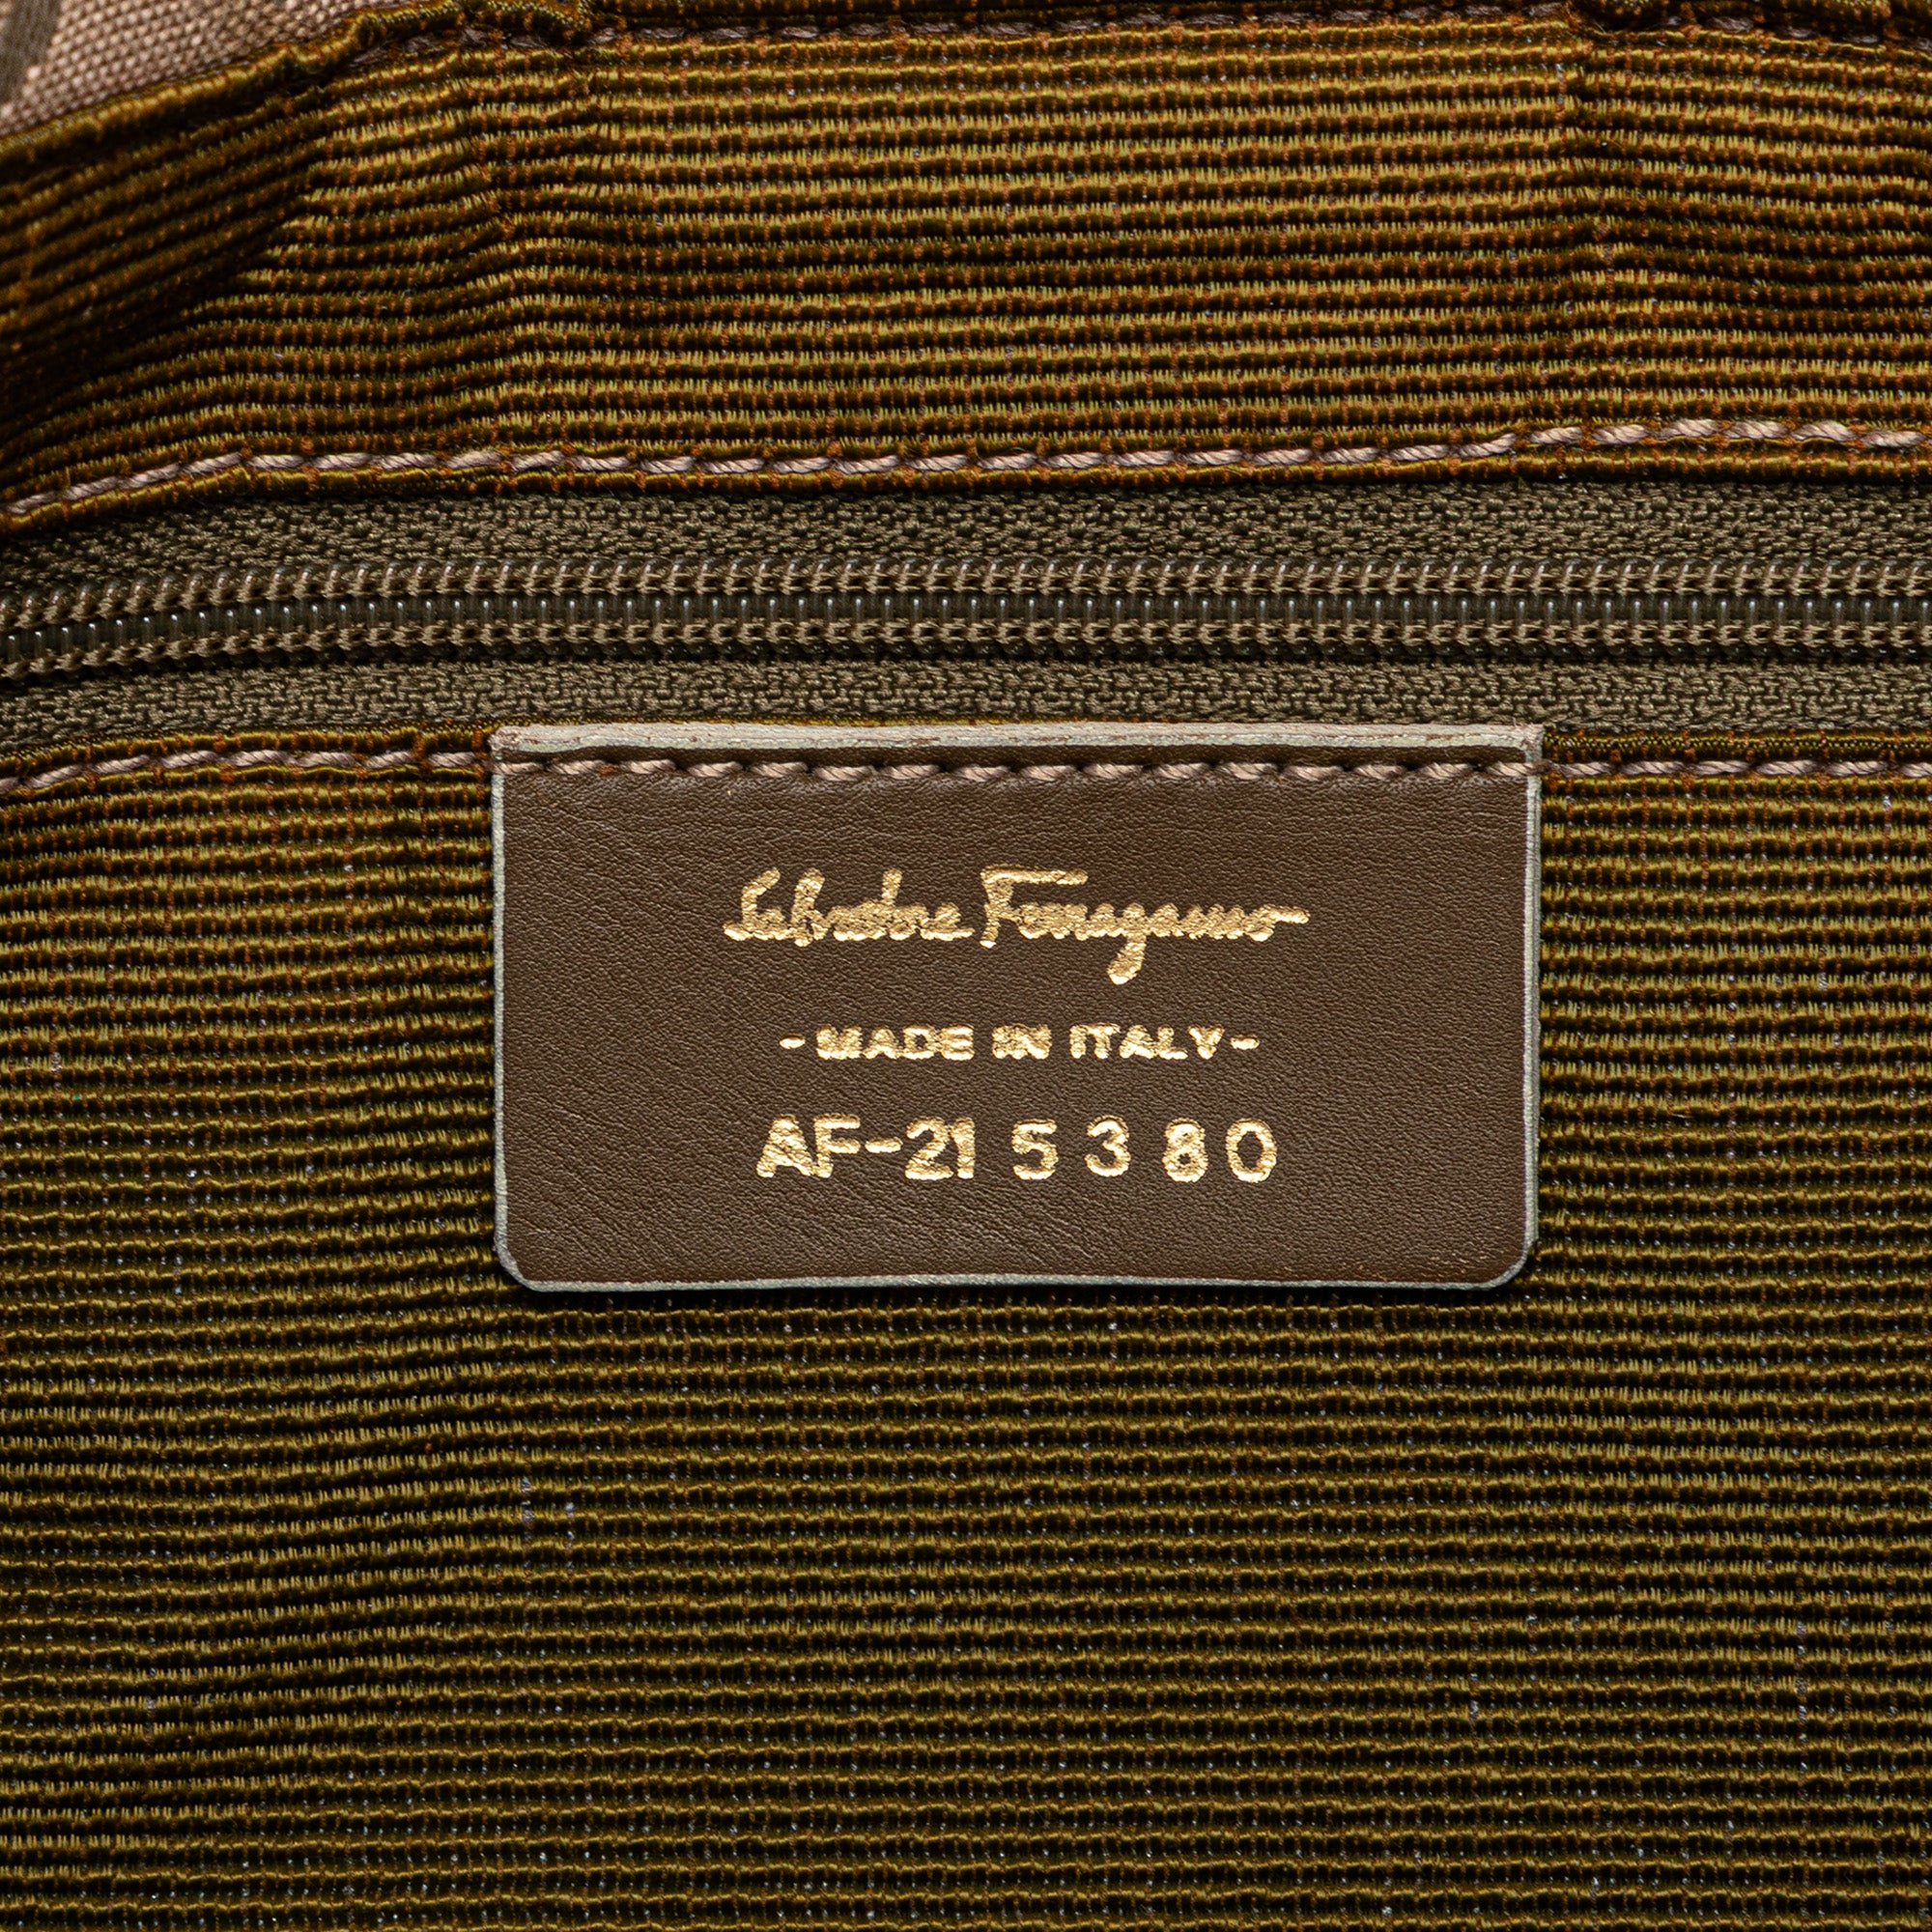 Salvatore Ferragamo
-MADE IN ITALY-
AF-21 5380